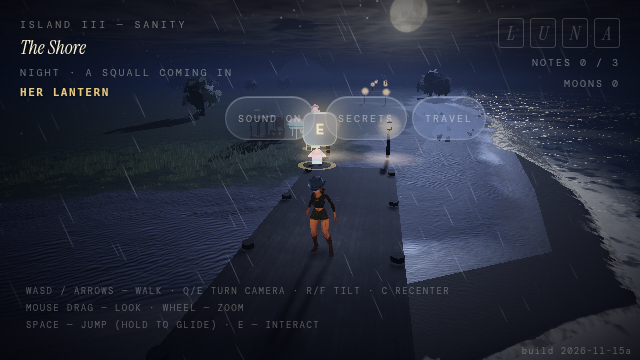 ISLAND III — SANITY
The Shore
NIGHT · A SQUALL COMING IN
HER LANTERN
L U N A
NOTES 0 / 3
MOONS 0
SOUND ON
E
SECRETS
TRAVEL
WASD / ARROWS — WALK · Q/E TURN CAMERA · R/F TILT · C RECENTER
MOUSE DRAG — LOOK · WHEEL — ZOOM
SPACE — JUMP (HOLD TO GLIDE) · E — INTERACT
build 2026-11-15a